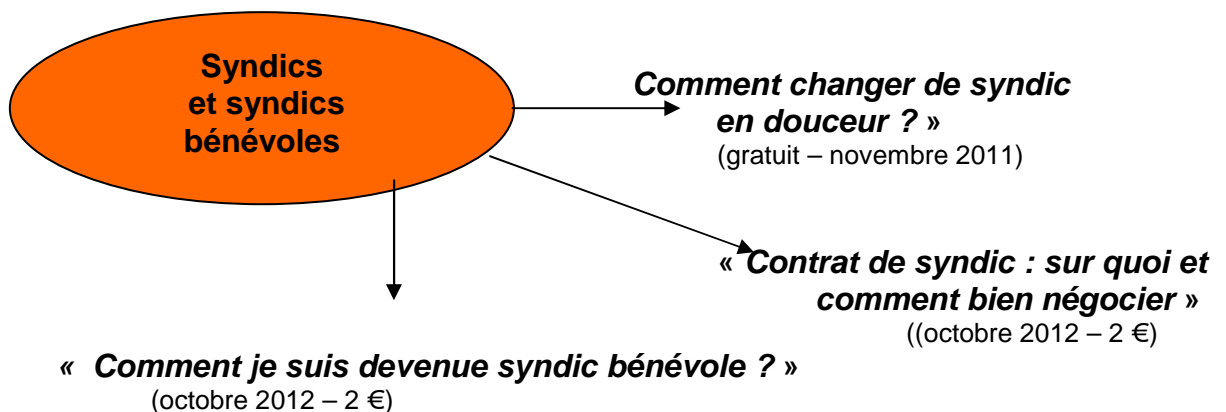 Syndics
et syndics
bénévoles
Comment changer de syndic
en douceur ? »
(gratuit – novembre 2011)
« Contrat de syndic : sur quoi et
comment bien négocier »
((octobre 2012 – 2 €)
« Comment je suis devenue syndic bénévole ? »
(octobre 2012 – 2 €)